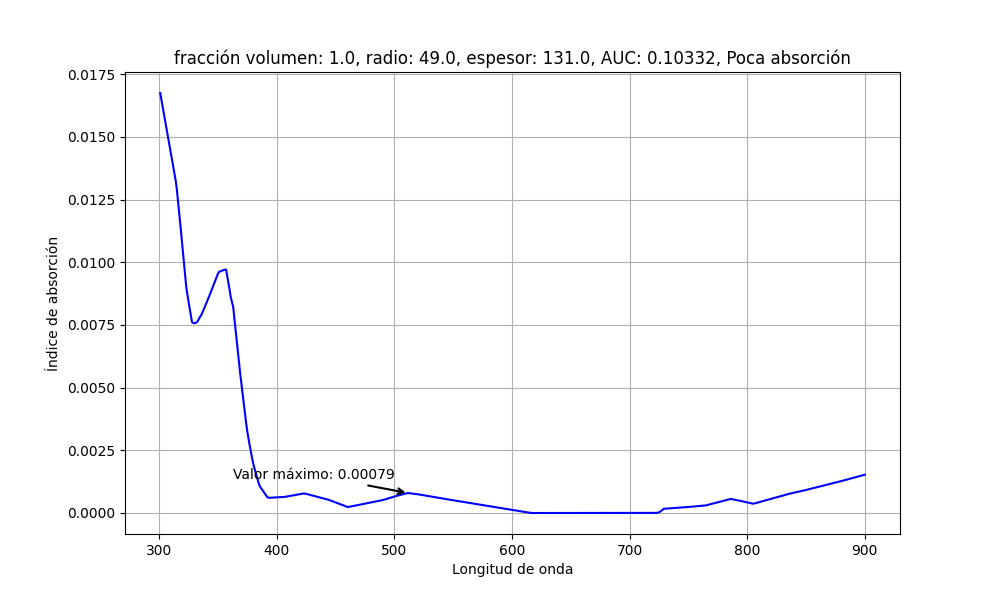 fracción volumen: 1.0, radio: 49.0, espesor: 131.0, AUC: 0.10332, Poca absorción
0.0175
0.0150
0.0125
0.0100
0.0075
0.0050
0.0025
0.0000
Índice de absorción
Valor máximo: 0.00079
300 400 500 600 700 800 900
Longitud de onda